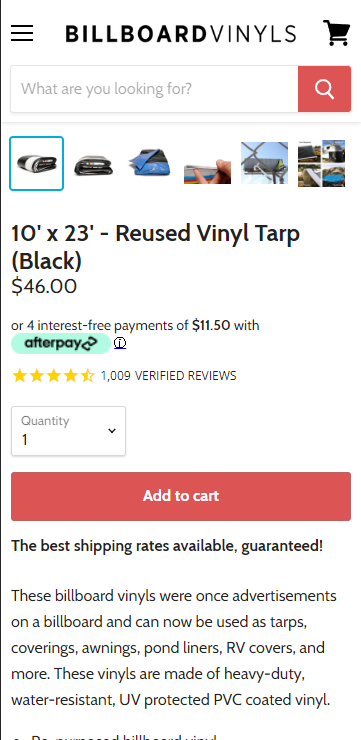 BILLBOARDVINYLS
What are you looking for?
10' x 23' - Reused Vinyl Tarp
(Black)
$46.00
or 4 interest-free payments of $11.50 with
afterpay ⓘ
1,009 VERIFIED REVIEWS
Quantity
1
Add to cart
The best shipping rates available, guaranteed!
These billboard vinyls were once advertisements
on a billboard and can now be used as tarps,
coverings, awnings, pond liners, RV covers, and
more. These vinyls are made of heavy-duty,
water-resistant, UV protected PVC coated vinyl.
Re-purposed billboard vinyl